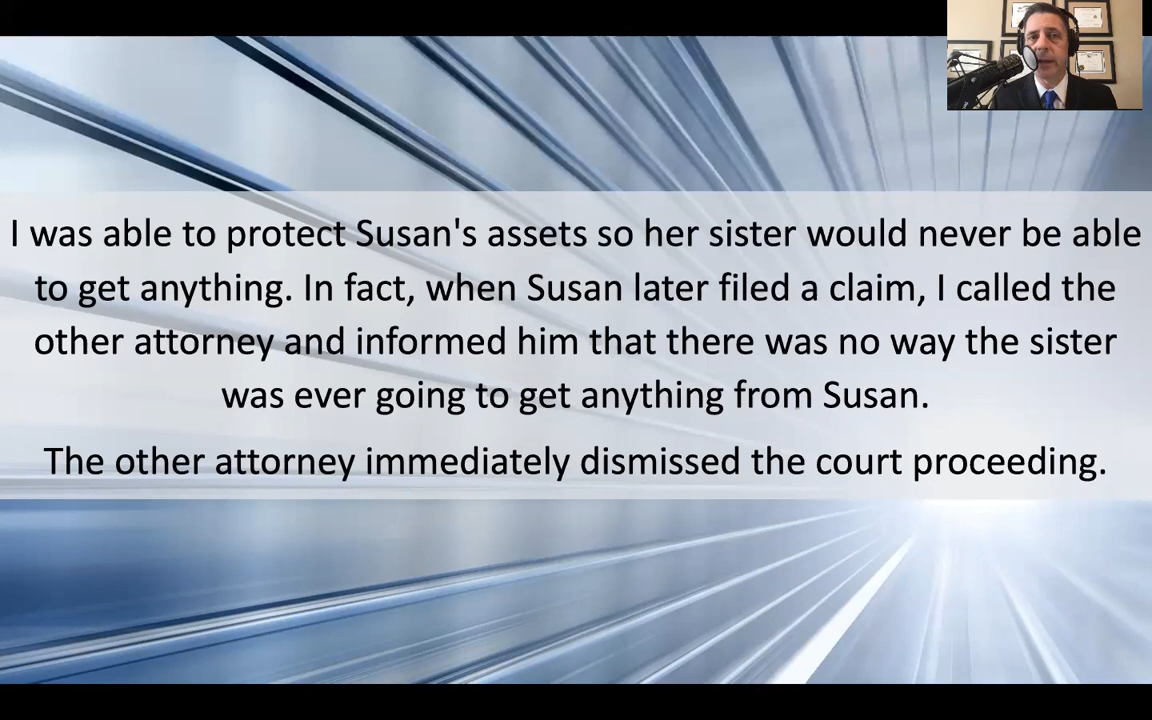 I was able to protect Susan's assets so her sister would never be able
to get anything. In fact, when Susan later filed a claim, I called the
other attorney and informed him that there was no way the sister
was ever going to get anything from Susan.
The other attorney immediately dismissed the court proceeding.